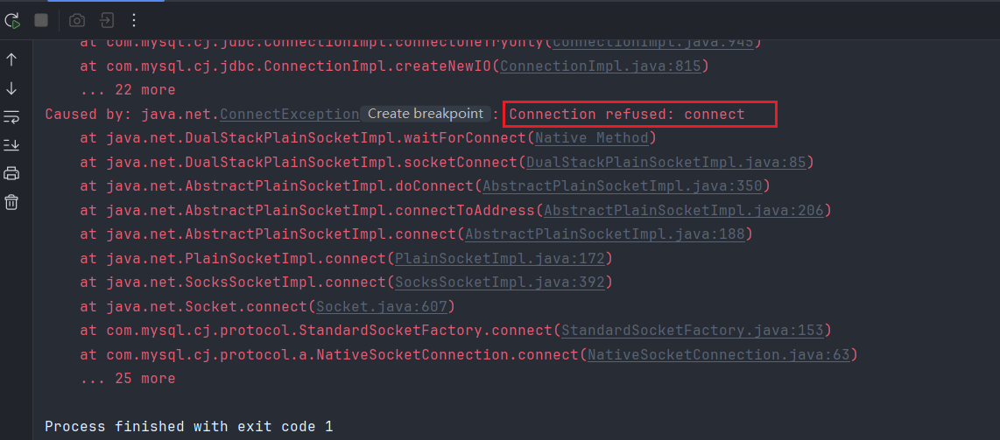 at com.mysql.cj.jdbc.ConnectionImpl.connectOneTryOnly(ConnectionImpl.java:945)
at com.mysql.cj.jdbc.ConnectionImpl.createNewIO(ConnectionImpl.java:815)
... 22 more
Caused by: java.net.ConnectException Create breakpoint : Connection refused: connect
at java.net.DualStackPlainSocketImpl.waitForConnect(Native Method)
at java.net.DualStackPlainSocketImpl.socketConnect(DualStackPlainSocketImpl.java:85)
at java.net.AbstractPlainSocketImpl.doConnect(AbstractPlainSocketImpl.java:350)
at java.net.AbstractPlainSocketImpl.connectToAddress(AbstractPlainSocketImpl.java:206)
at java.net.AbstractPlainSocketImpl.connect(AbstractPlainSocketImpl.java:188)
at java.net.PlainSocketImpl.connect(PlainSocketImpl.java:172)
at java.net.SocksSocketImpl.connect(SocksSocketImpl.java:392)
at java.net.Socket.connect(Socket.java:607)
at com.mysql.cj.protocol.StandardSocketFactory.connect(StandardSocketFactory.java:153)
at com.mysql.cj.protocol.a.NativeSocketConnection.connect(NativeSocketConnection.java:63)
... 25 more
Process finished with exit code 1